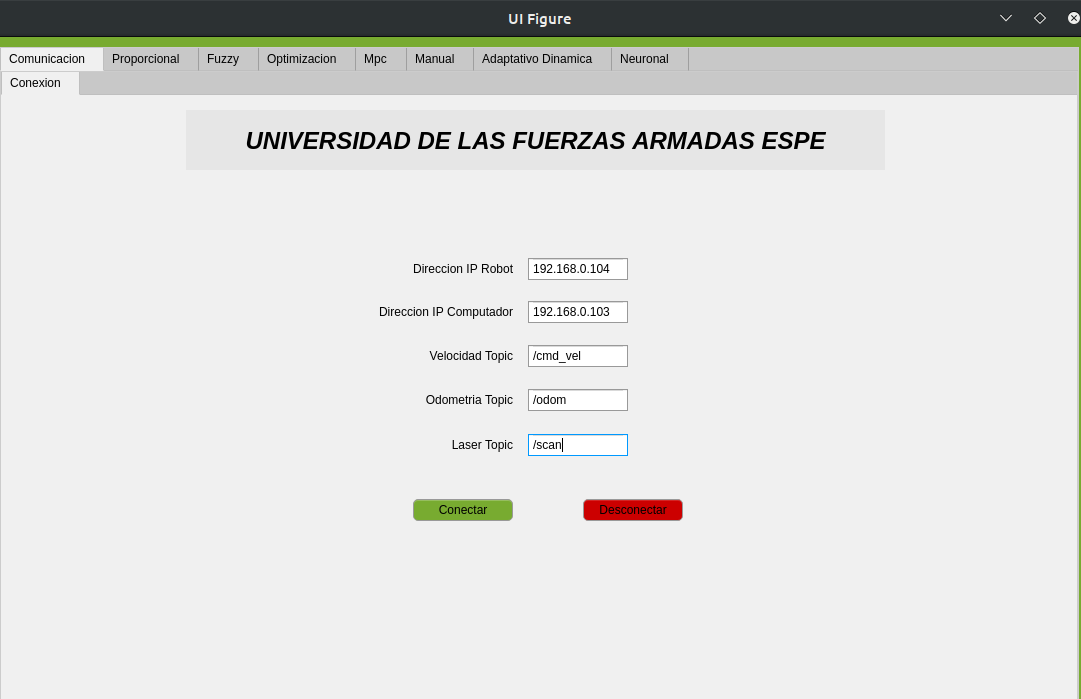 UI Figure
Comunicacion Proporcional Fuzzy Optimizacion Mpc Manual Adaptativo Dinamica Neuronal
Conexion
UNIVERSIDAD DE LAS FUERZAS ARMADAS ESPE
Direccion IP Robot 192.168.0.104
Direccion IP Computador 192.168.0.103
Velocidad Topic /cmd_vel
Odometria Topic /odom
Laser Topic /scan
Conectar Desconectar